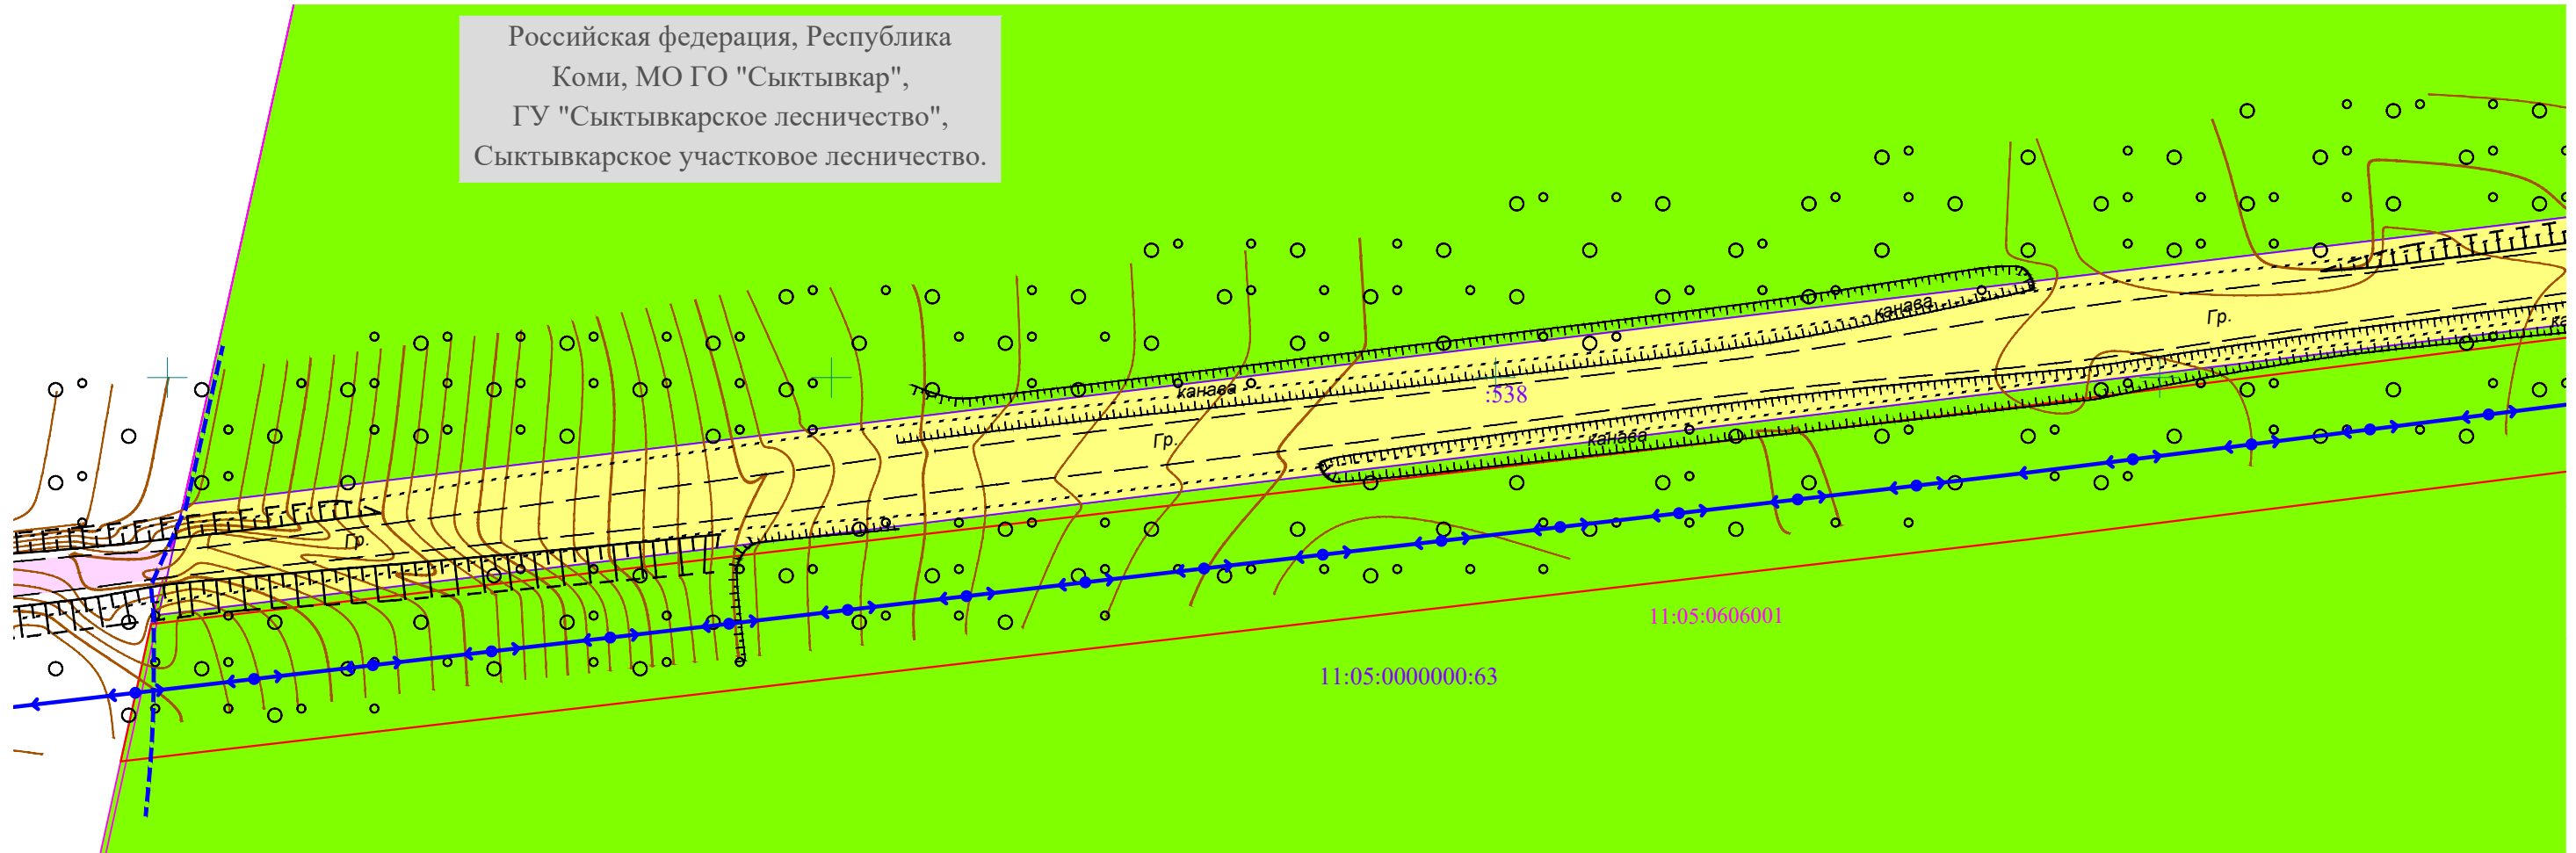 Российская федерация, Республика
Коми, МО ГО "Сыктывкар",
ГУ "Сыктывкарское лесничество",
Сыктывкарское участковое лесничество.
канава
Гр.
ка
канава
:538
Гр.
канава
Гр.
11:05:0606001
11:05:0000000:63